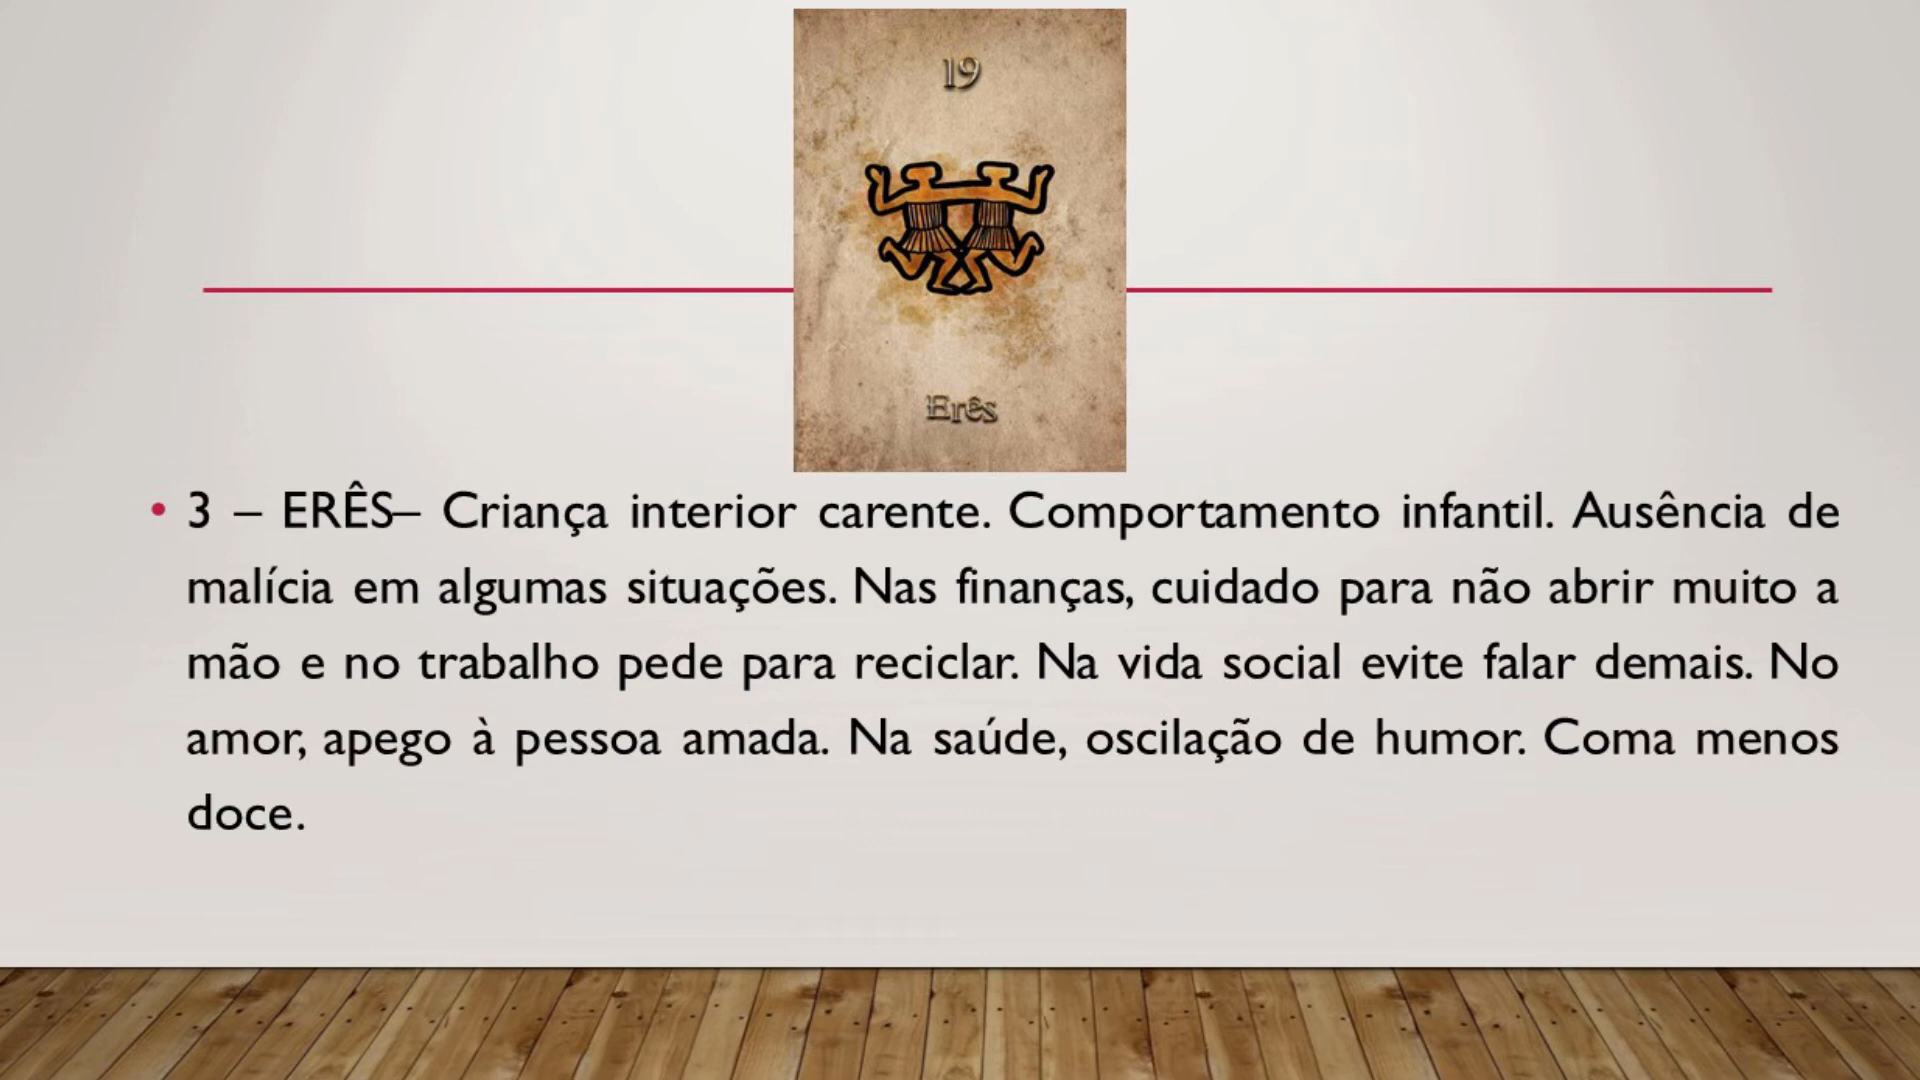 19
Erês
• 3 – ERÊS– Criança interior carente. Comportamento infantil. Ausência de
malícia em algumas situações. Nas finanças, cuidado para não abrir muito a
mão e no trabalho pede para reciclar. Na vida social evite falar demais. No
amor, apego à pessoa amada. Na saúde, oscilação de humor. Coma menos
doce.